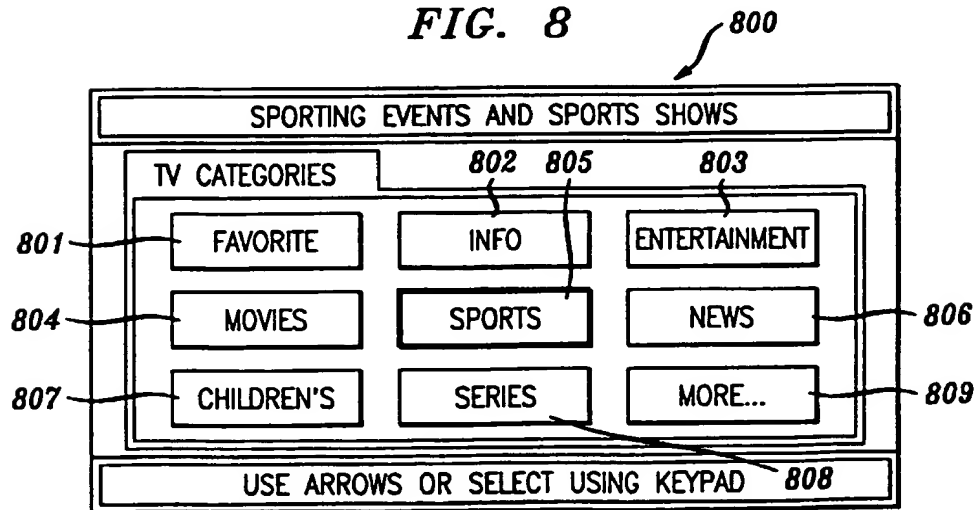 FIG. 8
800
SPORTING EVENTS AND SPORTS SHOWS
TV CATEGORIES
802 805 803
801 FAVORITE INFO ENTERTAINMENT
804 MOVIES SPORTS NEWS 806
807 CHILDREN'S SERIES MORE... 809
USE ARROWS OR SELECT USING KEYPAD 808